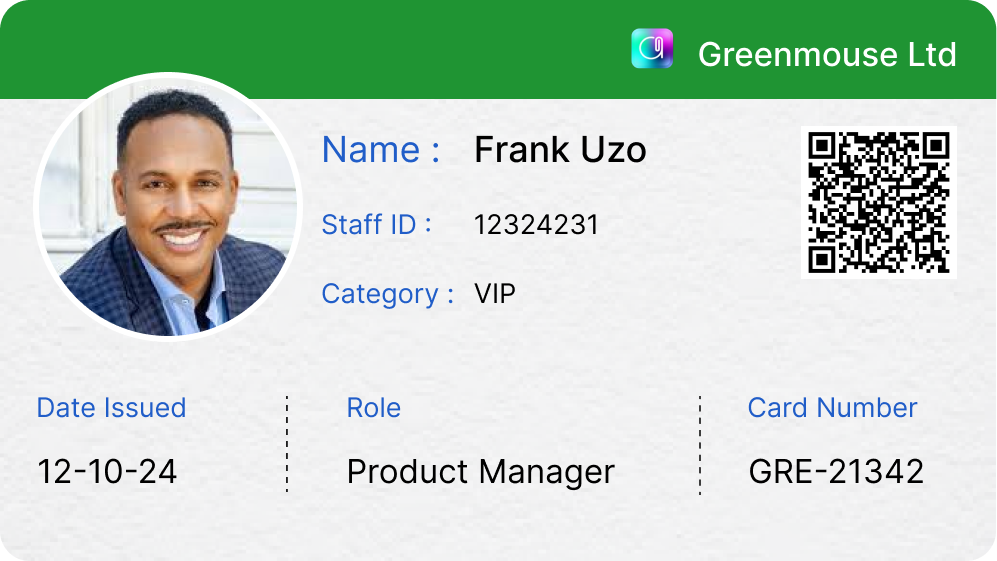 Greenmouse Ltd
Name : Frank Uzo
Staff ID : 12324231
Category : VIP
Date Issued
12-10-24
Role
Product Manager
Card Number
GRE-21342